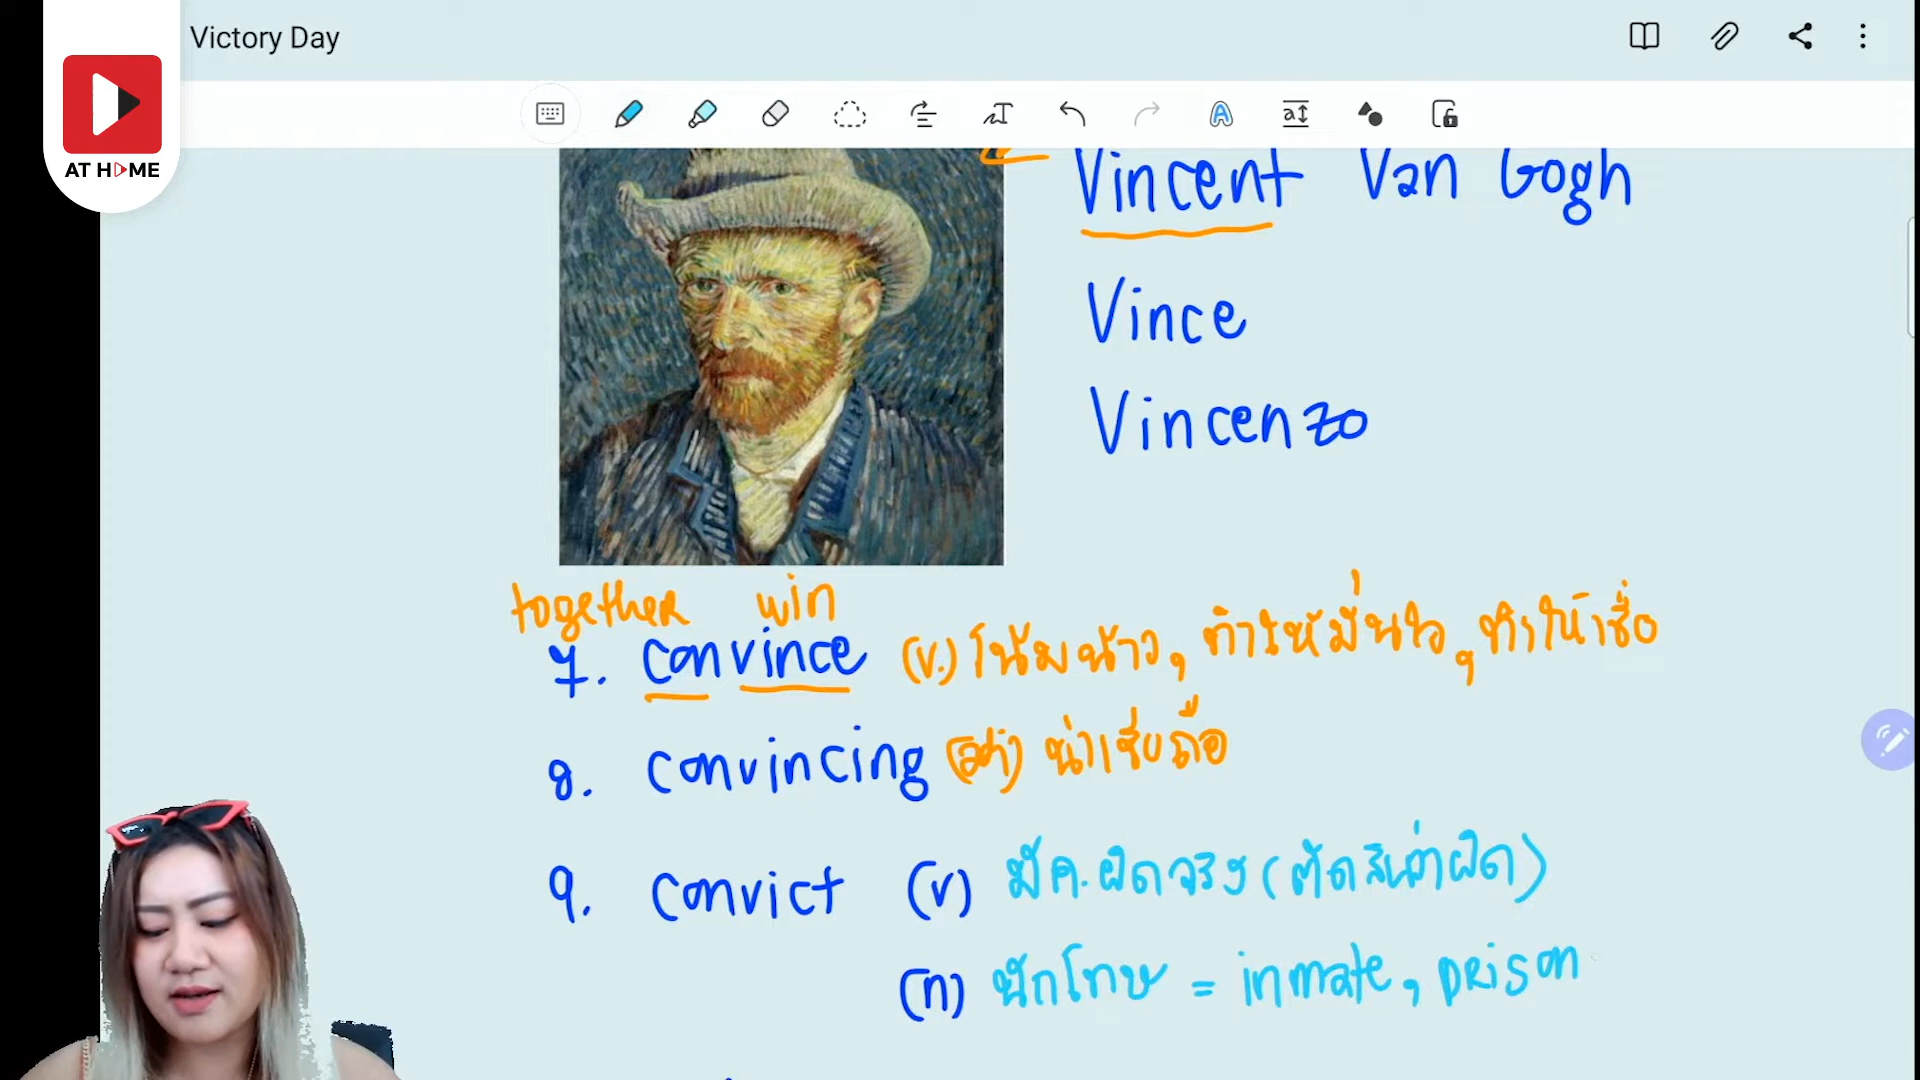 Victory Day
AT HOME
Vincent Van Gogh
Vince
Vincenzo
together win
7. convince (v.) โน้มน้าว, ทำให้มั่นใจ, ทำให้เชื่อ
8. convincing (adj) น่าเชื่อถือ
9. convict (v) มีค.ผิดจริง (ตัดสินว่าผิด)
(n) นักโทษ = inmate, prison